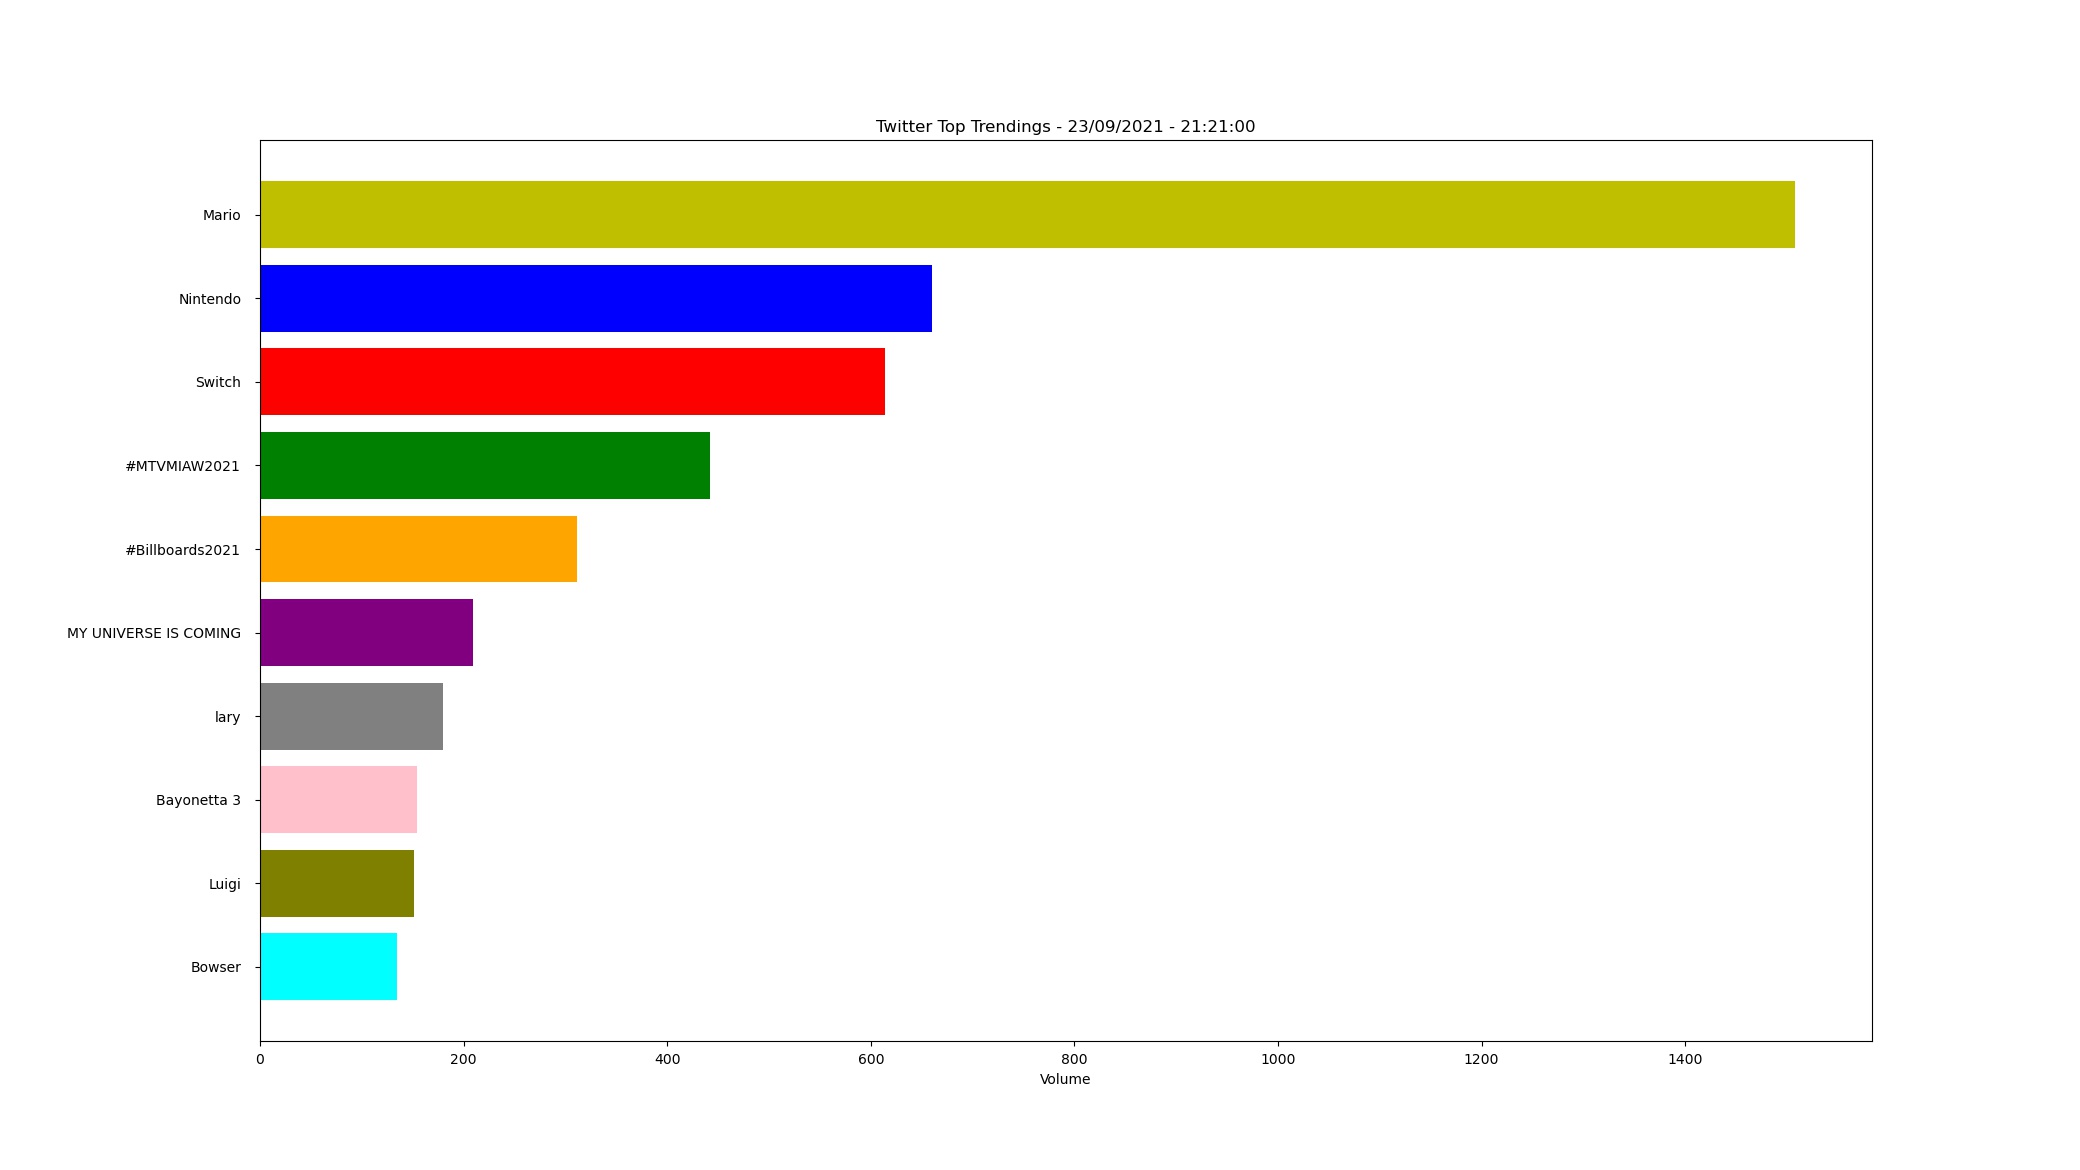 Twitter Top Trendings - 23/09/2021 - 21:21:00
Mario
Nintendo
Switch
#MTVMIAW2021
#Billboards2021
MY UNIVERSE IS COMING
lary
Bayonetta 3
Luigi
Bowser
0 200 400 600 800 1000 1200 1400
Volume